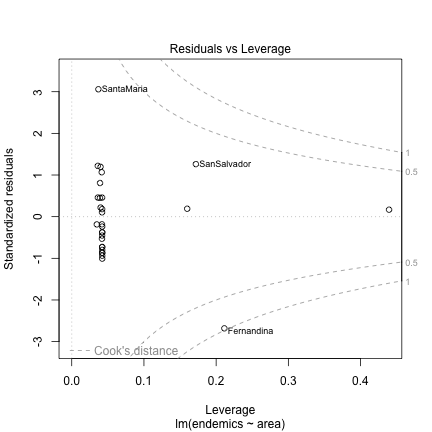 Residuals vs Leverage
Standardized residuals
3
2
1
0
-1
-2
-3
SantaMaria
SanSalvador
Fernandina
1
0.5
0.5
1
Cook's distance
0.0
0.1
0.2
0.3
0.4
Leverage
lm(endemics ~ area)